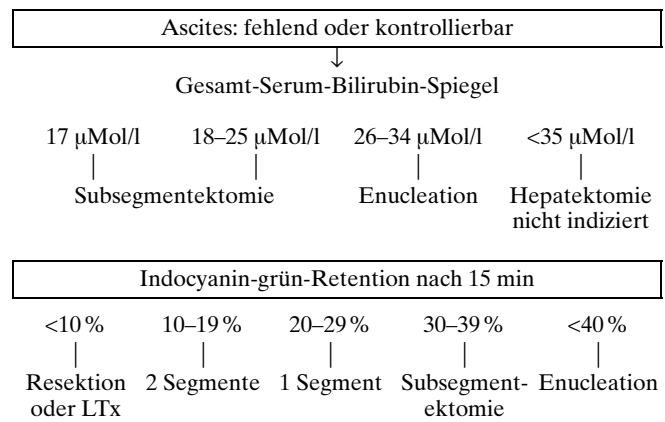 Ascites: fehlend oder kontrollierbar
↓
Gesamt-Serum-Bilirubin-Spiegel
17 µMol/l 18–25 µMol/l 26–34 µMol/l <35 µMol/l
Subsegmentektomie Enucleation Hepatektomie
nicht indiziert
Indocyanin-grün-Retention nach 15 min
<10 % 10–19 % 20–29 % 30–39 % <40 %
Resektion 2 Segmente 1 Segment Subsegment- Enucleation
oder LTx ektomie